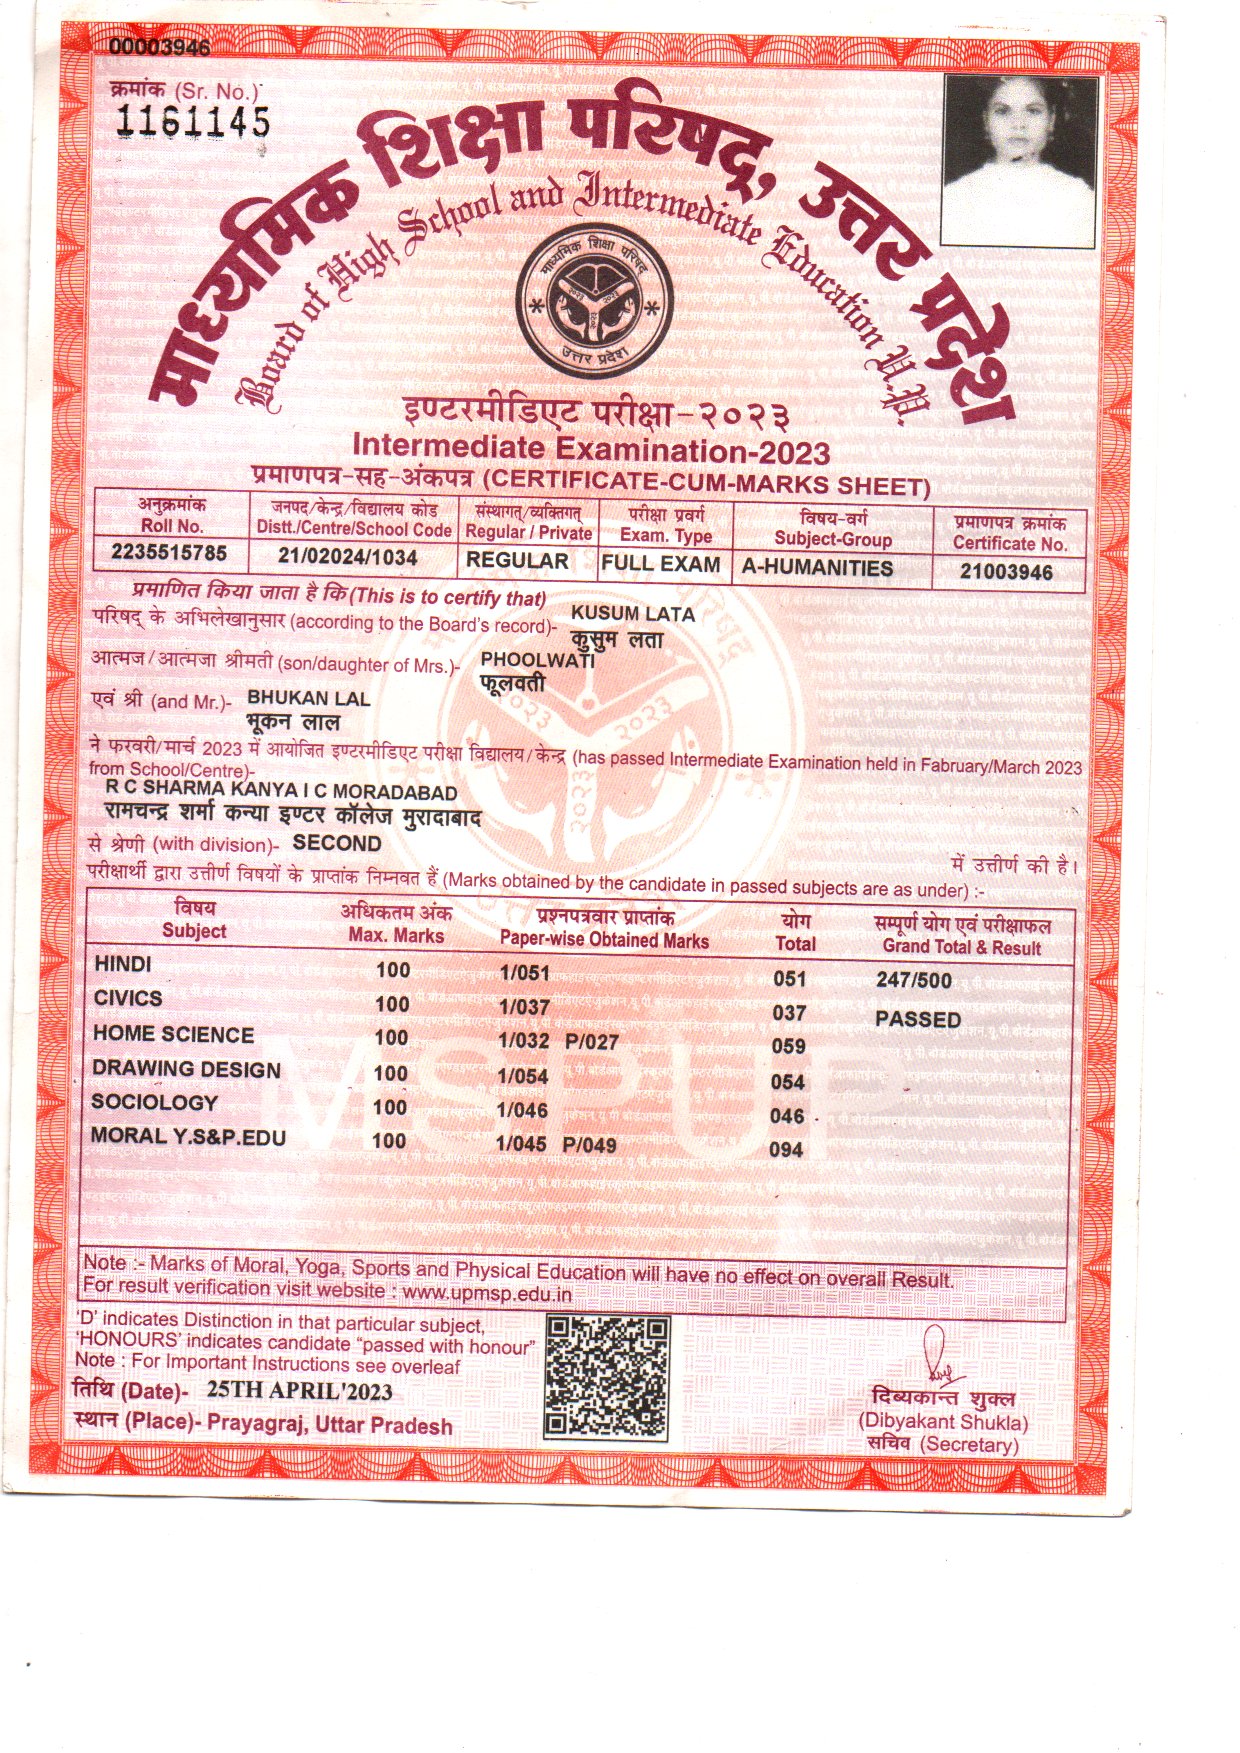 00003946
क्रमांक (Sr. No.)
1161145
माध्यमिक शिक्षा परिषद्, उत्तर प्रदेश
Board of High School and Intermediate Education U.P.
माध्यमिक शिक्षा परिषद्
२०२३ २०२३
२०२३
उत्तर प्रदेश
इण्टरमीडिएट परीक्षा-२०२३
Intermediate Examination-2023
प्रमाणपत्र-सह-अंकपत्र (CERTIFICATE-CUM-MARKS SHEET)
अनुक्रमांक जनपद/केन्द्र/विद्यालय कोड संस्थागत्/व्यक्तिगत् परीक्षा प्रवर्ग विषय-वर्ग प्रमाणपत्र क्रमांक
Roll No. Distt./Centre/School Code Regular / Private Exam. Type Subject-Group Certificate No.
2235515785 21/02024/1034 REGULAR FULL EXAM A-HUMANITIES 21003946
प्रमाणित किया जाता है कि (This is to certify that)
परिषद् के अभिलेखानुसार (according to the Board's record)- KUSUM LATA
कुसुम लता
आत्मज/आत्मजा श्रीमती (son/daughter of Mrs.)- PHOOLWATI
फूलवती
एवं श्री (and Mr.)- BHUKAN LAL
भूकन लाल
ने फरवरी/मार्च 2023 में आयोजित इण्टरमीडिएट परीक्षा विद्यालय/केन्द्र (has passed Intermediate Examination held in Fabruary/March 2023
from School/Centre)-
R C SHARMA KANYA I C MORADABAD
रामचन्द्र शर्मा कन्या इण्टर कॉलेज मुरादाबाद
से श्रेणी (with division)- SECOND में उत्तीर्ण की है।
परीक्षार्थी द्वारा उत्तीर्ण विषयों के प्राप्तांक निम्नवत हैं (Marks obtained by the candidate in passed subjects are as under) :-
विषय अधिकतम अंक प्रश्नपत्रवार प्राप्तांक योग सम्पूर्ण योग एवं परीक्षाफल
Subject Max. Marks Paper-wise Obtained Marks Total Grand Total & Result
HINDI 100 1/051 051 247/500
CIVICS 100 1/037 037 PASSED
HOME SCIENCE 100 1/032 P/027 059
DRAWING DESIGN 100 1/054 054
SOCIOLOGY 100 1/046 046
MORAL Y.S&P.EDU 100 1/045 P/049 094
Note :- Marks of Moral, Yoga, Sports and Physical Education will have no effect on overall Result.
For result verification visit website : www.upmsp.edu.in
'D' indicates Distinction in that particular subject,
'HONOURS' indicates candidate "passed with honour"
Note : For Important Instructions see overleaf
तिथि (Date)- 25TH APRIL'2023
स्थान (Place)- Prayagraj, Uttar Pradesh
दिब्यकान्त शुक्ल
(Dibyakant Shukla)
सचिव (Secretary)